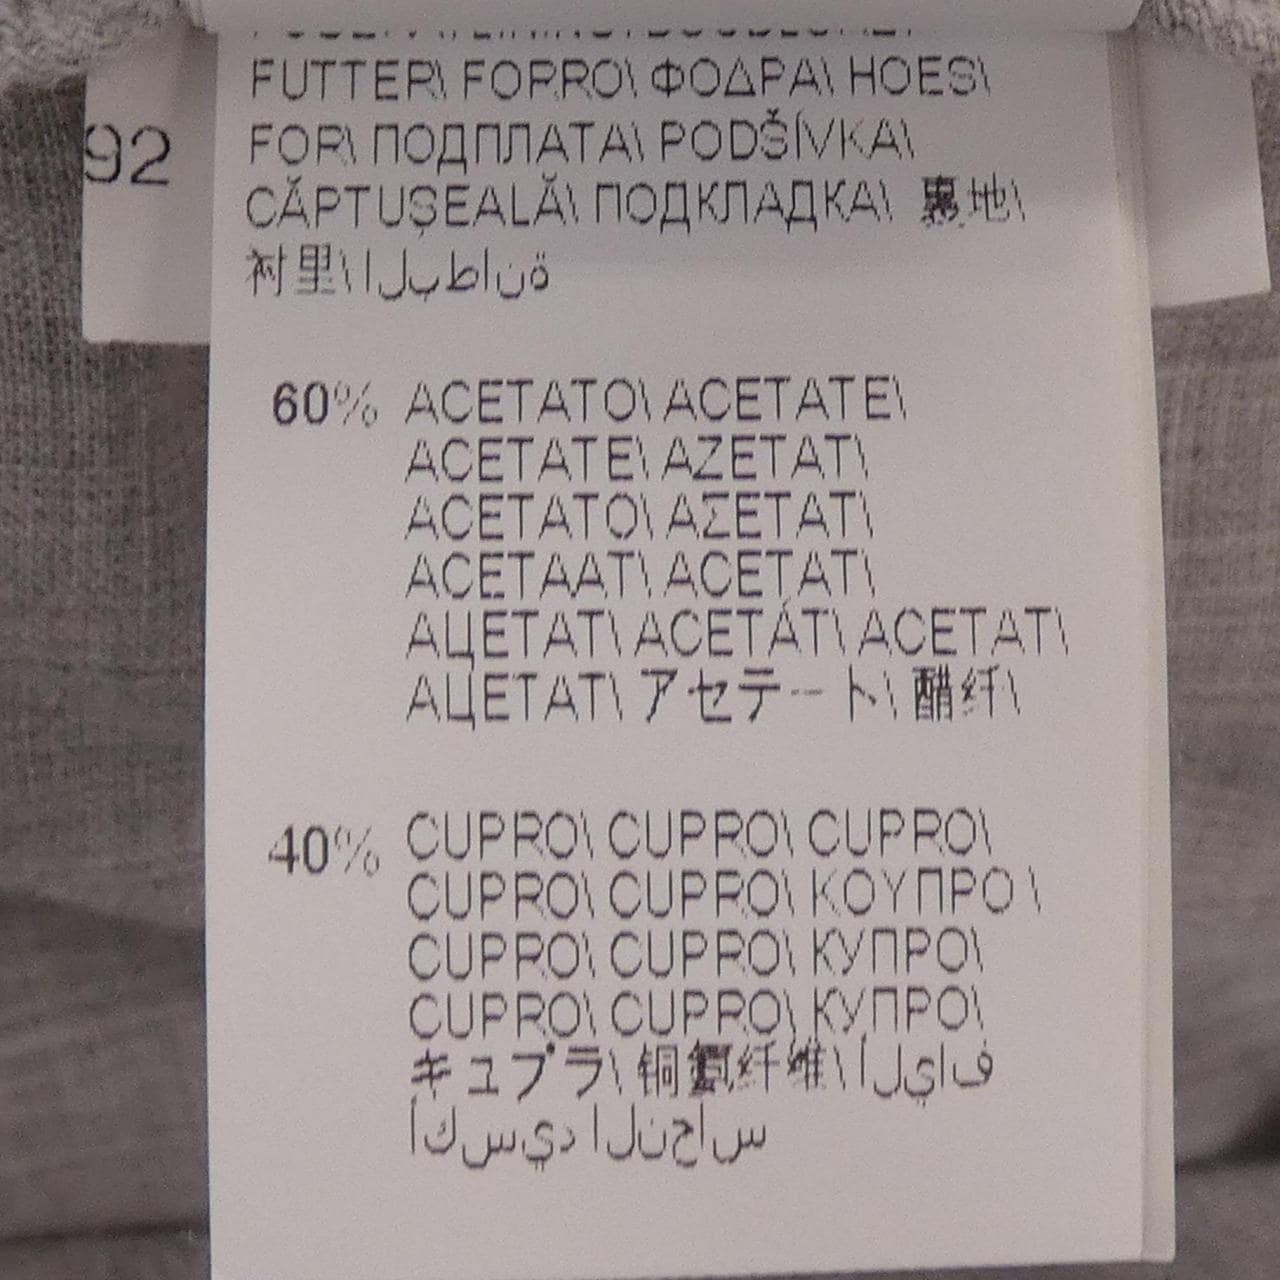 FUTTER\ FORRO\ ΦΟΔΡΑ\ HOES\
92
FOR\ ПОДПЛАТА\ PODŠÍVKA\
CĂPTUŞEALĂ\ ПОДКЛАДКА\ 裏地\
衬里\ البطانة
60% ACETATO\ ACETATE\
ACETATE\ AZETAT\
ACETATO\ ΑΣΕΤΑΤ\
ACETAAT\ ACETAT\
АЦЕТАТ\ ACETÁT\ ACETAT\
АЦЕТАТ\ アセテート\ 醋纤\
40% CUPRO\ CUPRO\ CUPRO\
CUPRO\ CUPRO\ ΚΟΥΠΡΟ \
CUPRO\ CUPRO\ КУПРО\
CUPRO\ CUPRO\ КУПРО\
キュプラ\ 铜氨纤维\ ألياف
أكسيد النحاس